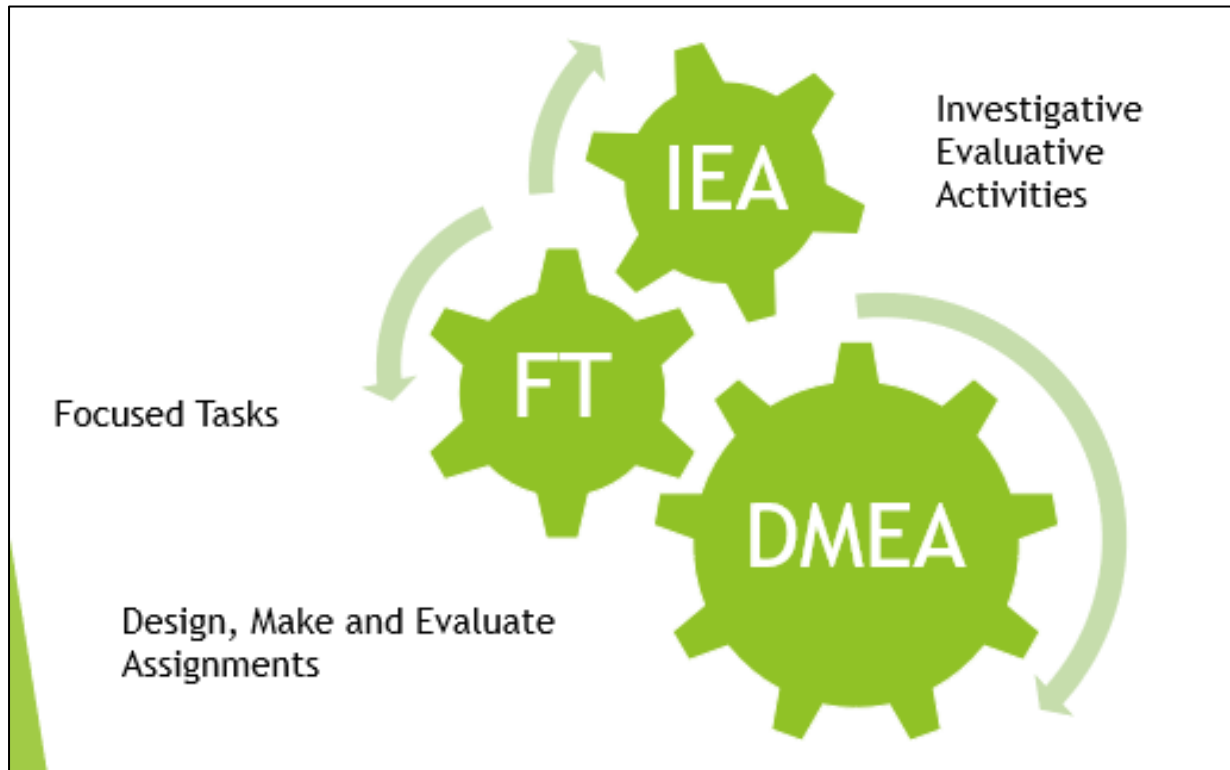 IEA
Investigative
Evaluative
Activities
FT
Focused Tasks
DMEA
Design, Make and Evaluate
Assignments